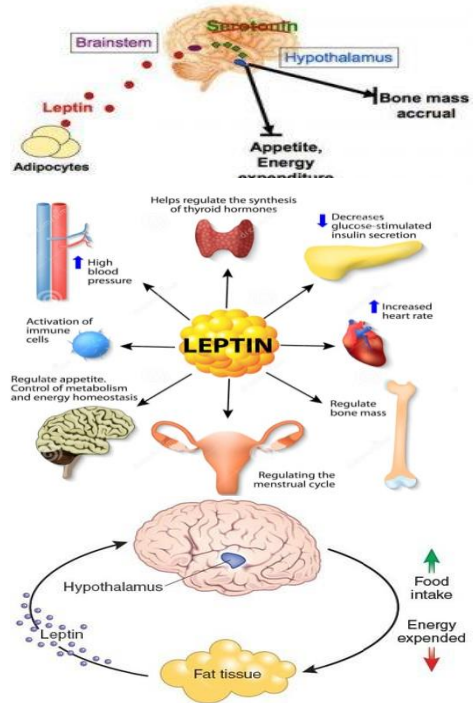 Serotonin
Brainstem
Hypothalamus
Leptin
Bone mass
accrual
Adipocytes
Appetite,
Energy
expenditure
Helps regulate the synthesis
of thyroid hormones
Decreases
glucose-stimulated
insulin secretion
High
blood
pressure
Increased
heart rate
Activation of
immune
cells
LEPTIN
Regulate appetite.
Control of metabolism
and energy homeostasis
Regulate
bone mass
Regulating the
menstrual cycle
Hypothalamus
Food
intake
Leptin
Energy
expended
Fat tissue